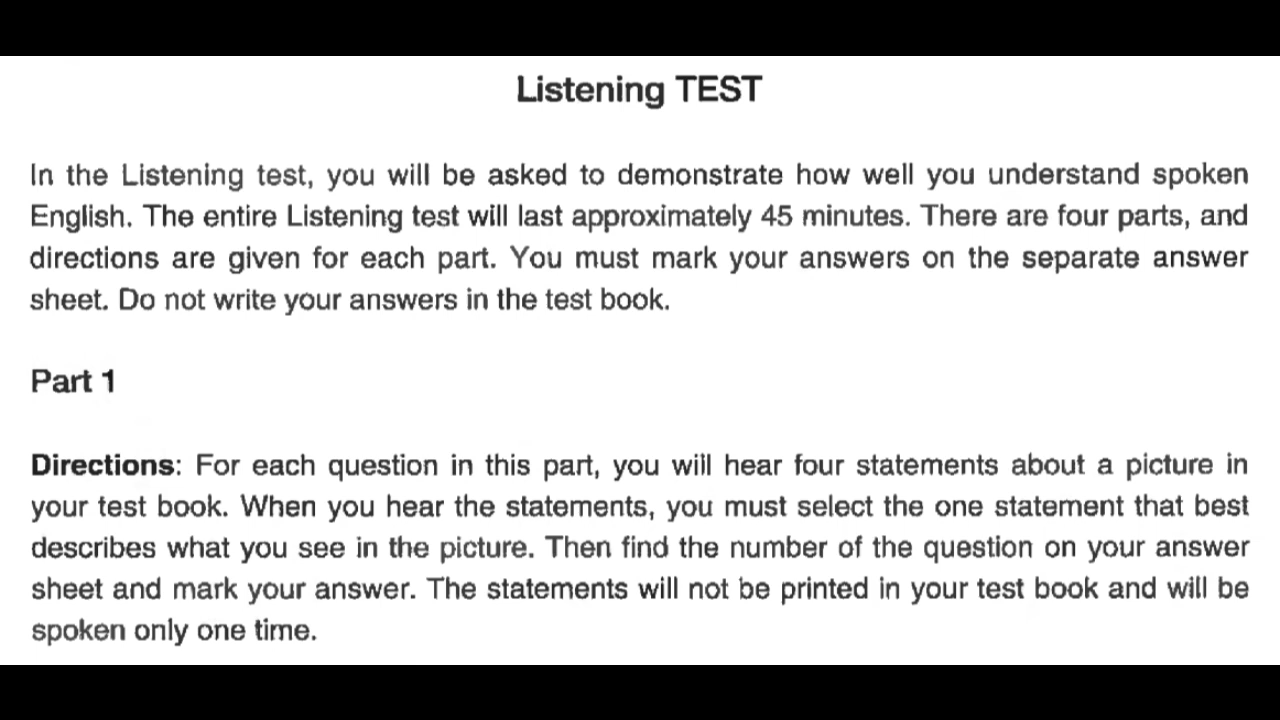 Listening TEST
In the Listening test, you will be asked to demonstrate how well you understand spoken
English. The entire Listening test will last approximately 45 minutes. There are four parts, and
directions are given for each part. You must mark your answers on the separate answer
sheet. Do not write your answers in the test book.
Part 1
Directions: For each question in this part, you will hear four statements about a picture in
your test book. When you hear the statements, you must select the one statement that best
describes what you see in the picture. Then find the number of the question on your answer
sheet and mark your answer. The statements will not be printed in your test book and will be
spoken only one time.